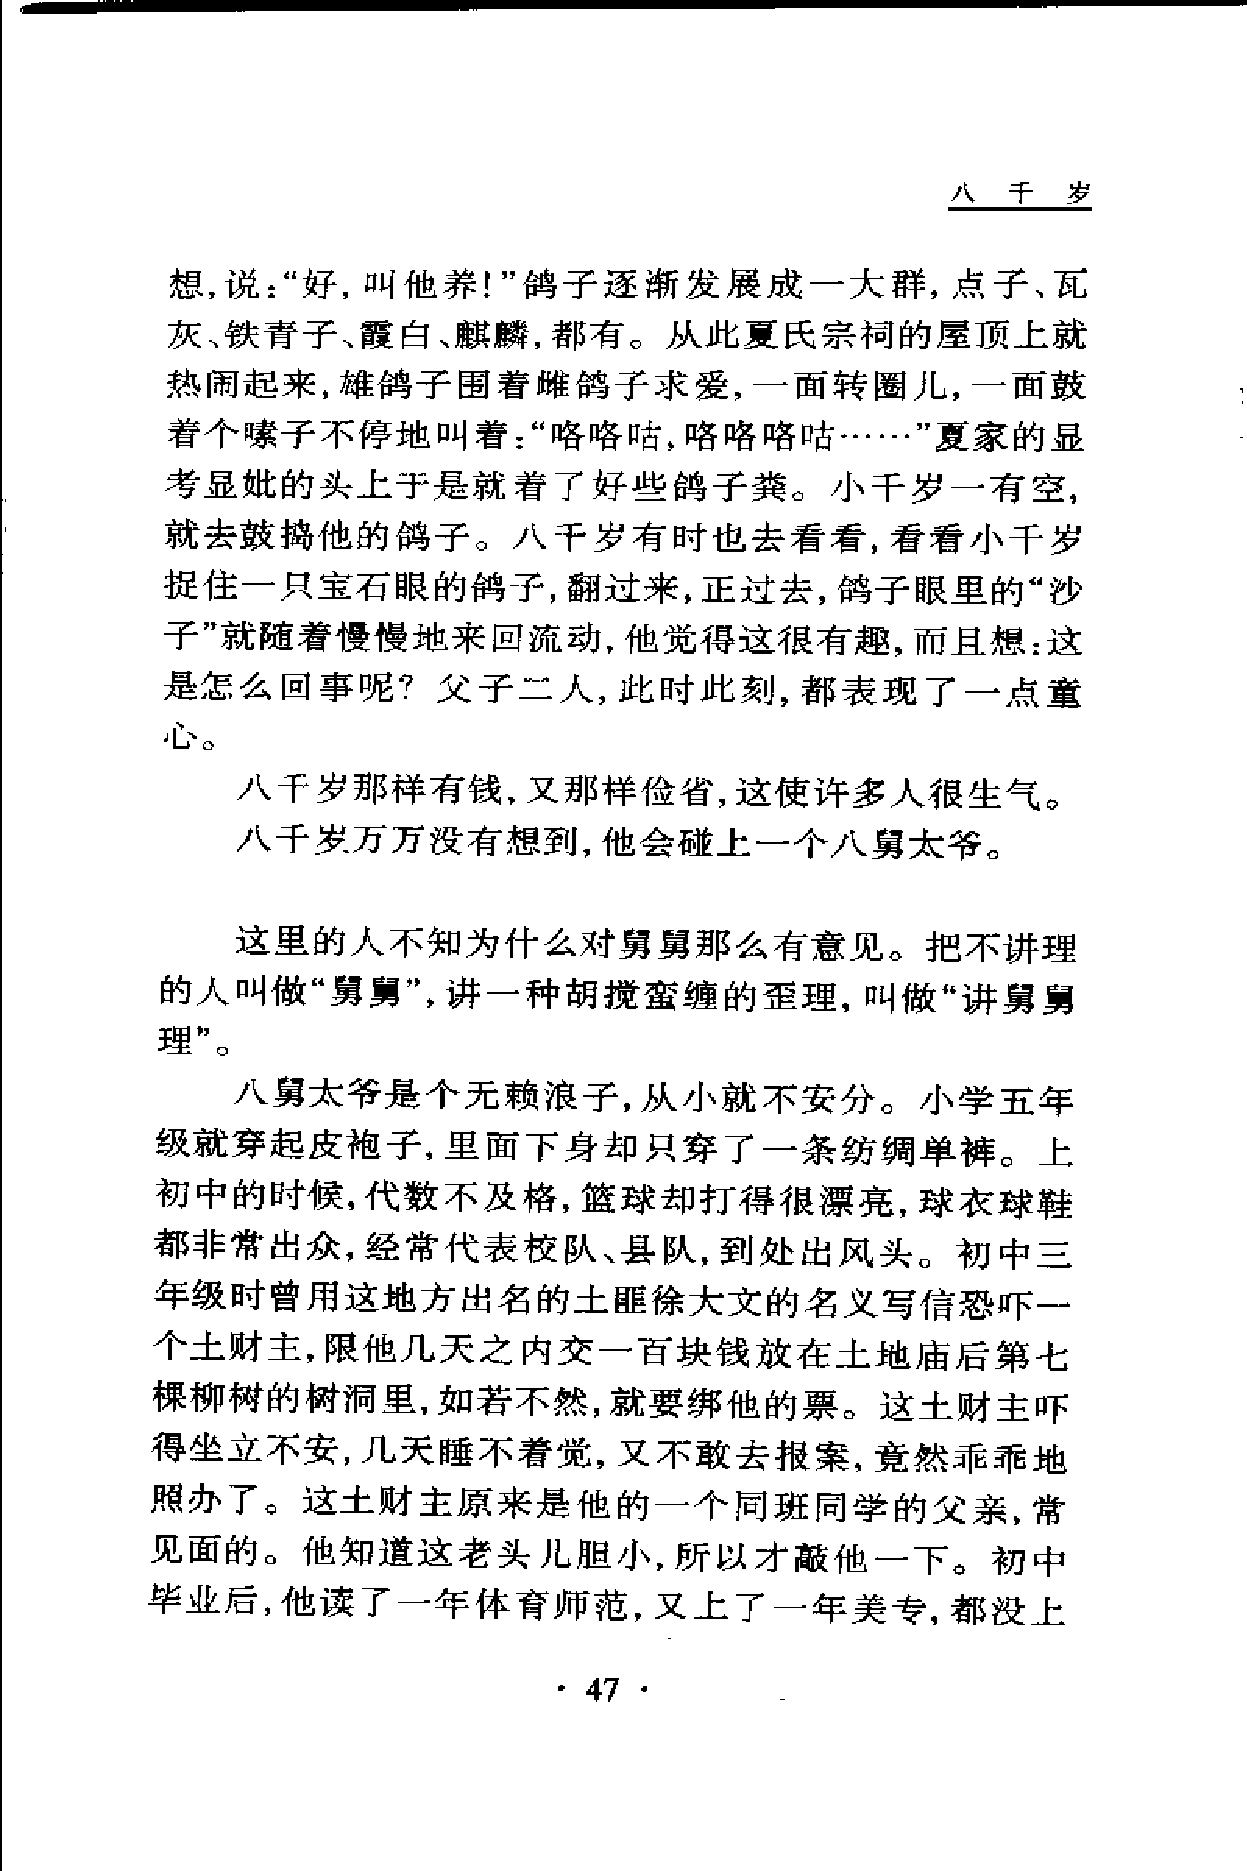 八千岁
想,说:“好,叫他养!”鸽子逐渐发展成一大群,点子、瓦
灰、铁青子、霞白、麒麟,都有。从此夏氏宗祠的屋顶上就
热闹起来,雄鸽子围着雌鸽子求爱,一面转圈儿,一面鼓
着个嗉子不停地叫着:“咯咯咕,咯咯咯咕……”夏家的显
考显妣的头上于是就着了好些鸽子粪。小千岁一有空,
就去鼓捣他的鸽子。八千岁有时也去看看,看看小千岁
捉住一只宝石眼的鸽子,翻过来,正过去,鸽子眼里的“沙
子”就随着慢慢地来回流动,他觉得这很有趣,而且想:这
是怎么回事呢?父子二人,此时此刻,都表现了一点童
心。
八千岁那样有钱,又那样俭省,这使许多人很生气。
八千岁万万没有想到,他会碰上一个八舅太爷。
这里的人不知为什么对舅舅那么有意见。把不讲理
的人叫做“舅舅”,讲一种胡搅蛮缠的歪理,叫做“讲舅舅
理”。
八舅太爷是个无赖浪子,从小就不安分。小学五年
级就穿起皮袍子,里面下身却只穿了一条纺绸单裤。上
初中的时候,代数不及格,篮球却打得很漂亮,球衣球鞋
都非常出众,经常代表校队、县队,到处出风头。初中三
年级时曾用这地方出名的土匪徐大文的名义写信恐吓一
个土财主,限他几天之内交一百块钱放在土地庙后第七
棵柳树的树洞里,如若不然,就要绑他的票。这土财主吓
得坐立不安,几天睡不着觉,又不敢去报案,竟然乖乖地
照办了。这土财主原来是他的一个同班同学的父亲,常
见面的。他知道这老头儿胆小,所以才敲他一下。初中
毕业后,他读了一年体育师范,又上了一年美专,都没上
· 47 ·